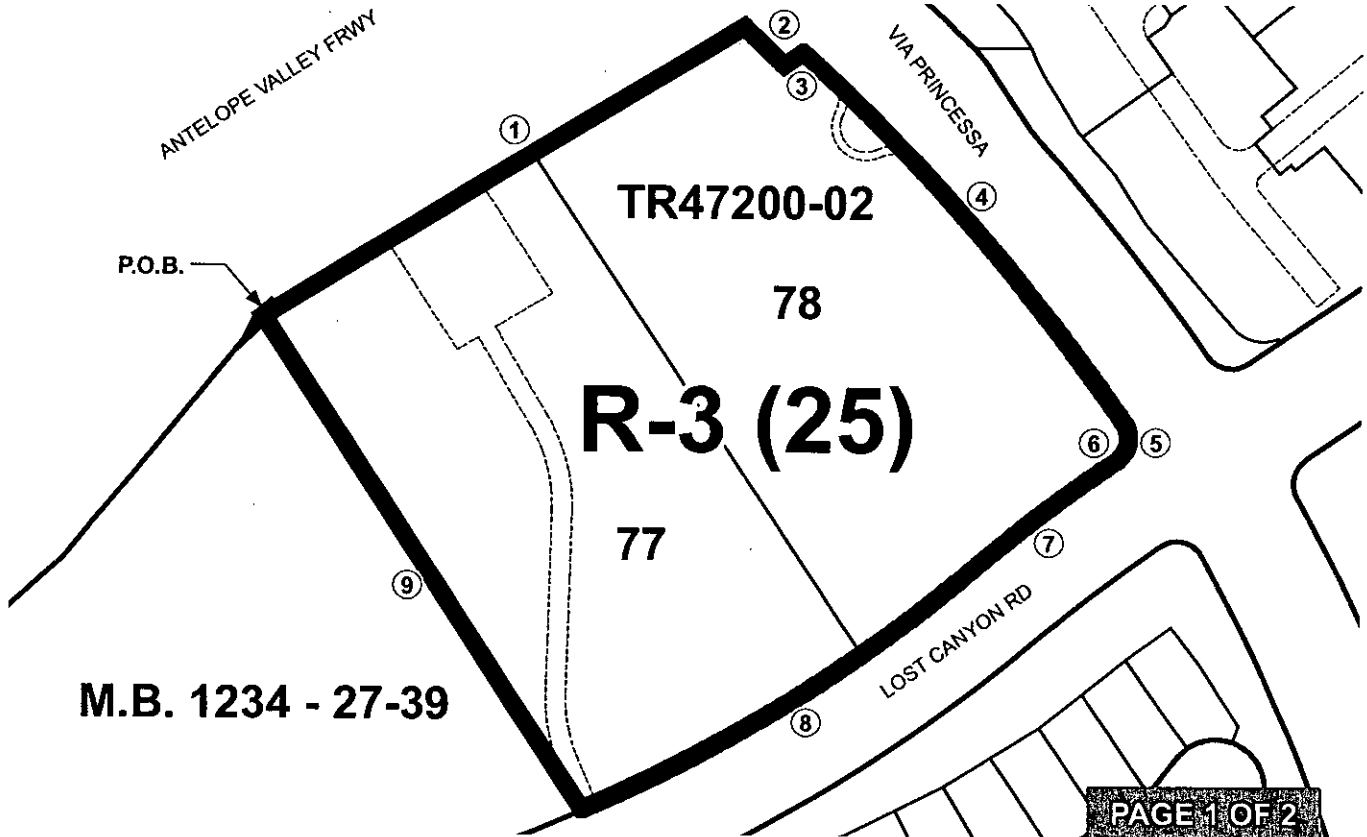 ANTELOPE VALLEY FRWY
②
VIA PRINCESSA
③
①
TR47200-02
④
P.O.B.
78
R-3 (25)
⑥
⑤
77
⑦
⑨
LOST CANYON RD
M.B. 1234 - 27-39
⑧
PAGE 1 OF 2